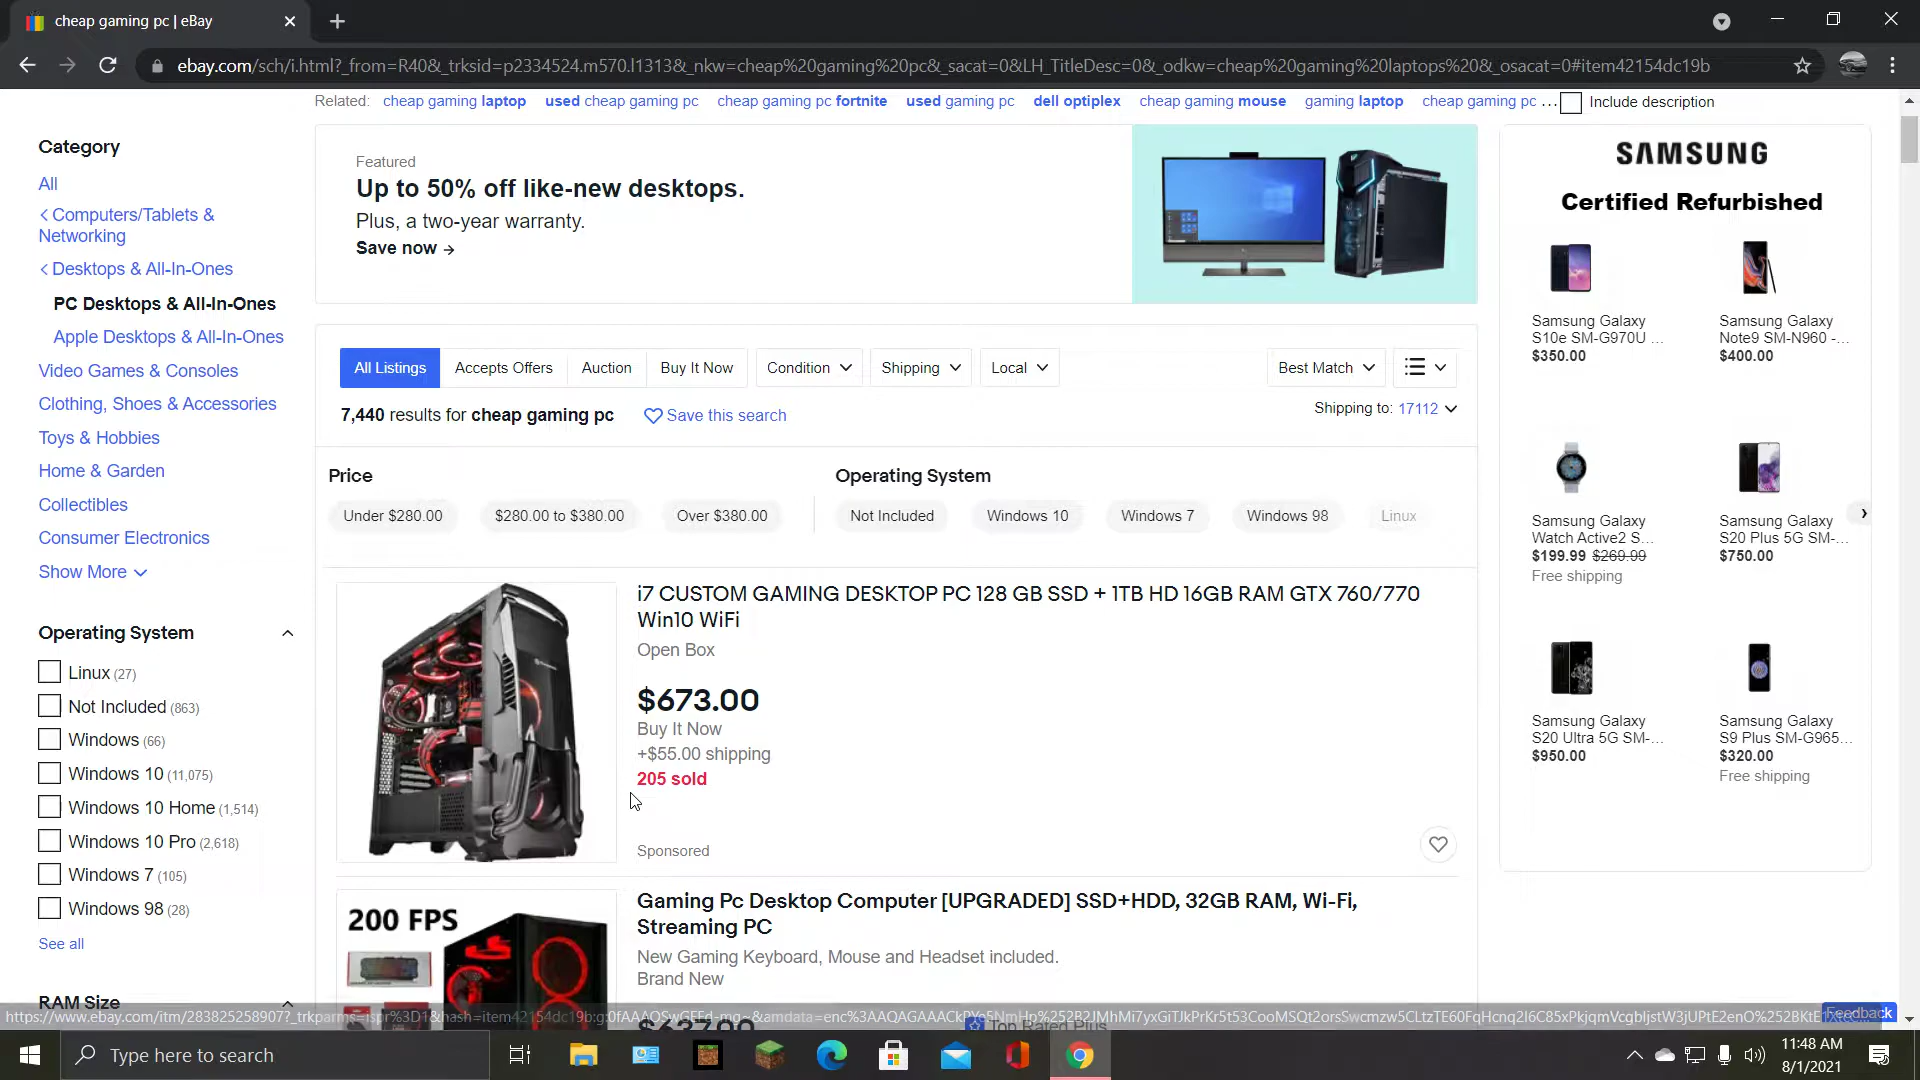 cheap gaming pc | eBay
ebay.com/sch/i.html?_from=R40&_trksid=p2334524.m570.l1313&_nkw=cheap%20gaming%20pc&_sacat=0&LH_TitleDesc=0&_odkw=cheap%20gaming%20laptops%20&_osacat=0#item42154dc19b
Related: cheap gaming laptop used cheap gaming pc cheap gaming pc fortnite used gaming pc dell optiplex cheap gaming mouse gaming laptop cheap gaming pc ... Include description
Category
All
Computers/Tablets &
Networking
Desktops & All-In-Ones
PC Desktops & All-In-Ones
Apple Desktops & All-In-Ones
Video Games & Consoles
Clothing, Shoes & Accessories
Toys & Hobbies
Home & Garden
Collectibles
Consumer Electronics
Show More
Operating System
Linux (27)
Not Included (863)
Windows (66)
Windows 10 (11,075)
Windows 10 Home (1,514)
Windows 10 Pro (2,618)
Windows 7 (105)
Windows 98 (28)
See all
RAM Size
Featured
Up to 50% off like-new desktops.
Plus, a two-year warranty.
Save now →
All Listings Accepts Offers Auction Buy It Now Condition Shipping Local Best Match
7,440 results for cheap gaming pc Save this search Shipping to: 17112
Price
Under $280.00 $280.00 to $380.00 Over $380.00
Operating System
Not Included Windows 10 Windows 7 Windows 98 Linux
i7 CUSTOM GAMING DESKTOP PC 128 GB SSD + 1TB HD 16GB RAM GTX 760/770
Win10 WiFi
Open Box
$673.00
Buy It Now
+$55.00 shipping
205 sold
Sponsored
200 FPS
Gaming Pc Desktop Computer [UPGRADED] SSD+HDD, 32GB RAM, Wi-Fi,
Streaming PC
New Gaming Keyboard, Mouse and Headset included.
Brand New
$637.00
Top Rated Plus
SAMSUNG
Certified Refurbished
Samsung Galaxy
S10e SM-G970U ...
$350.00
Samsung Galaxy
Note9 SM-N960 -...
$400.00
Samsung Galaxy
Watch Active2 S...
$199.99 $269.99
Free shipping
Samsung Galaxy
S20 Plus 5G SM-...
$750.00
Samsung Galaxy
S20 Ultra 5G SM-...
$950.00
Samsung Galaxy
S9 Plus SM-G965...
$320.00
Free shipping
Feedback
Type here to search
11:48 AM
8/1/2021